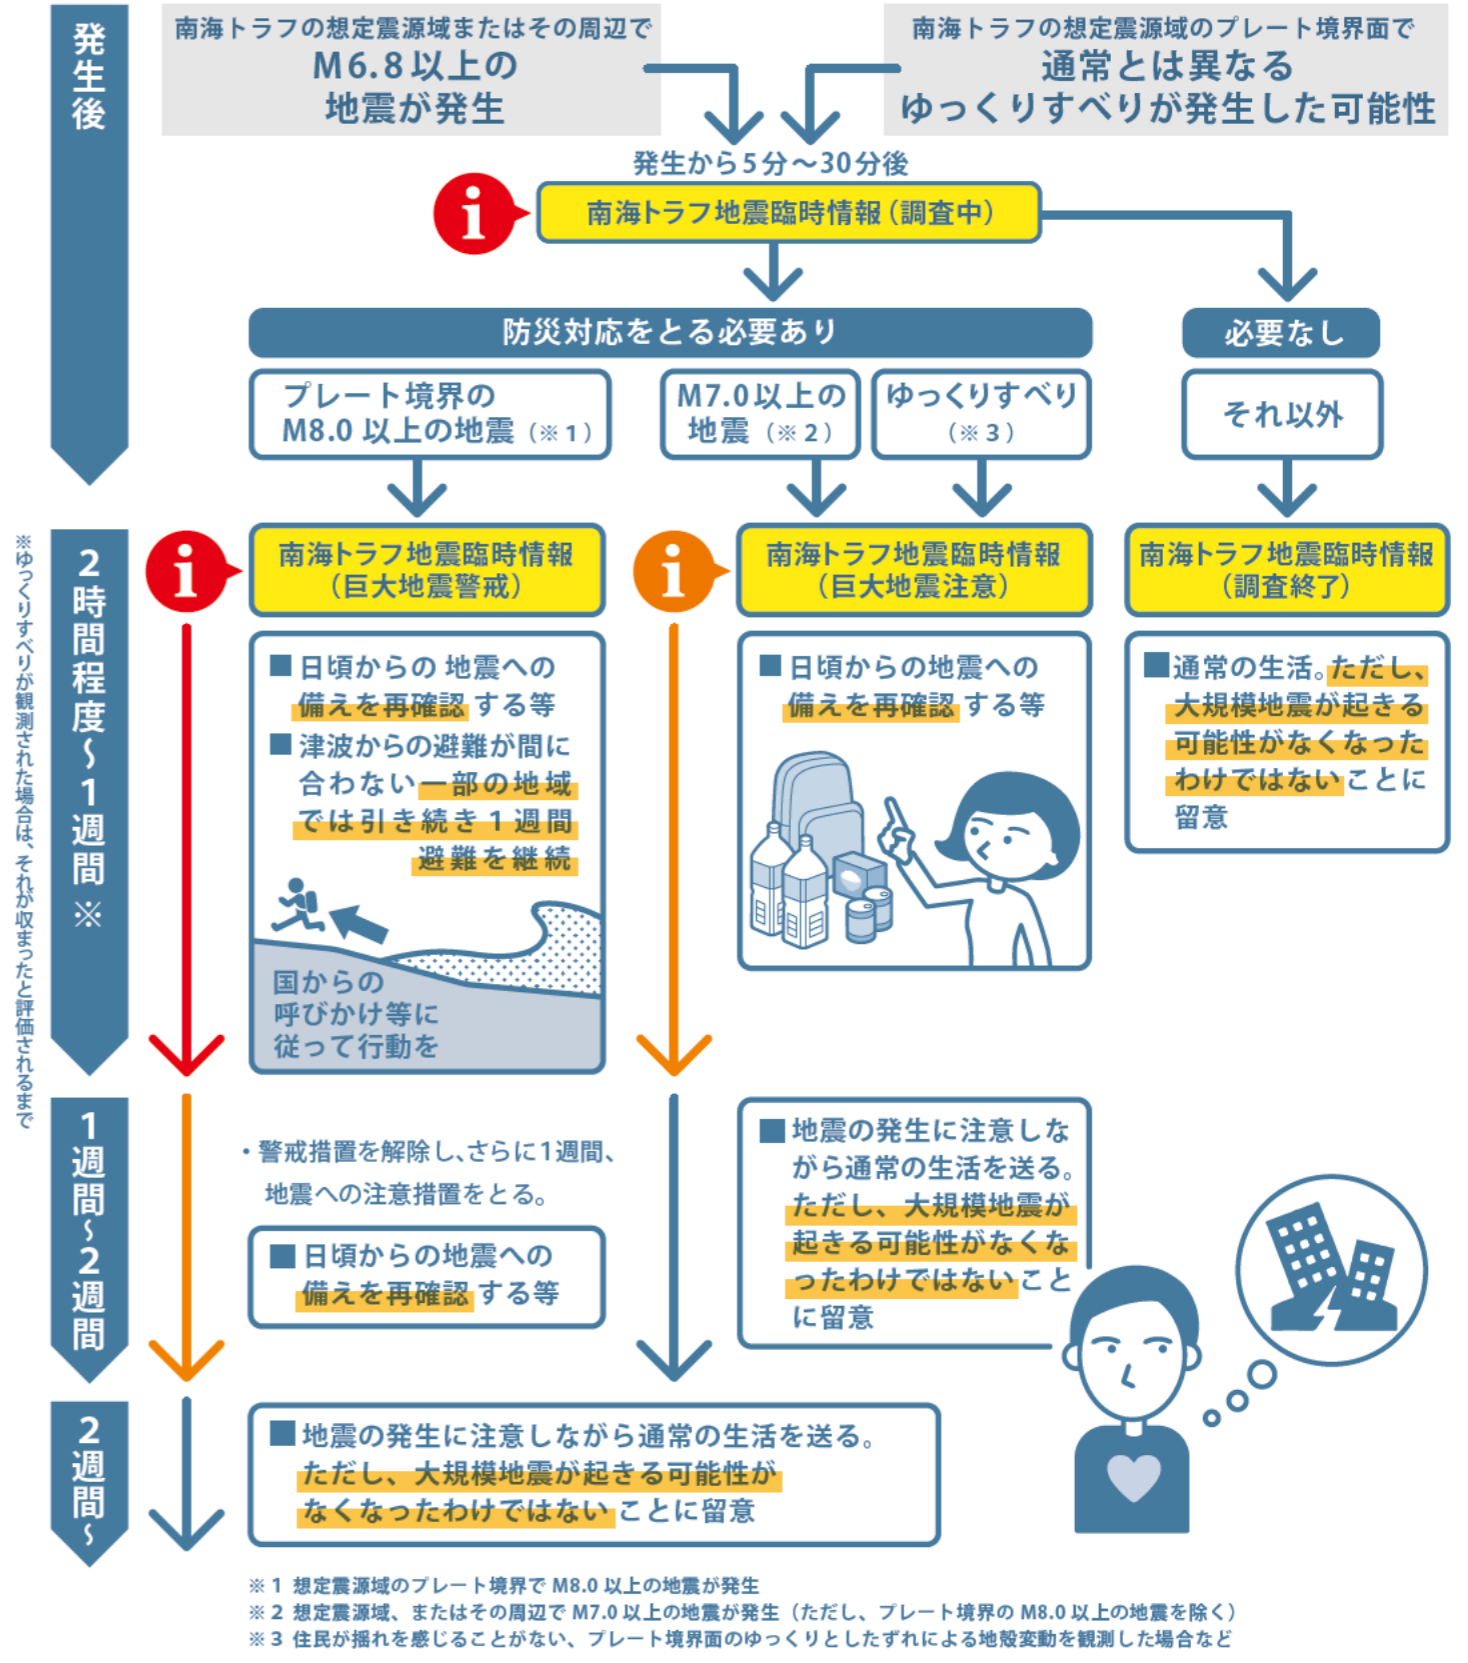 発生後
南海トラフの想定震源域またはその周辺で
M6.8以上の
地震が発生
南海トラフの想定震源域のプレート境界面で
通常とは異なる
ゆっくりすべりが発生した可能性
発生から5分～30分後
i
南海トラフ地震臨時情報（調査中）
防災対応をとる必要あり
必要なし
プレート境界の
M8.0 以上の地震（※1）
M7.0以上の
地震（※2）
ゆっくりすべり
（※3）
それ以外
※ゆっくりすべりが観測された場合は、それが収まったと評価されるまで
2時間程度～1週間 ※
i
南海トラフ地震臨時情報
（巨大地震警戒）
■日頃からの 地震への
備えを再確認 する等
■津波からの避難が間に
合わない一部の地域
では引き続き1週間
避難を継続
国からの
呼びかけ等に
従って行動を
i
南海トラフ地震臨時情報
（巨大地震注意）
■日頃からの地震への
備えを再確認 する等
南海トラフ地震臨時情報
（調査終了）
■通常の生活。ただし、
大規模地震が起きる
可能性がなくなった
わけではないことに
留意
1週間～2週間
・警戒措置を解除し、さらに1週間、
地震への注意措置をとる。
■日頃からの地震への
備えを再確認 する等
■地震の発生に注意しな
がら通常の生活を送る。
ただし、大規模地震が
起きる可能性がなくな
ったわけではないこと
に留意
2週間～
■地震の発生に注意しながら通常の生活を送る。
ただし、大規模地震が起きる可能性が
なくなったわけではないことに留意
※1 想定震源域のプレート境界で M8.0 以上の地震が発生
※2 想定震源域、またはその周辺で M7.0 以上の地震が発生（ただし、プレート境界の M8.0 以上の地震を除く）
※3 住民が揺れを感じることがない、プレート境界面のゆっくりとしたずれによる地殻変動を観測した場合など